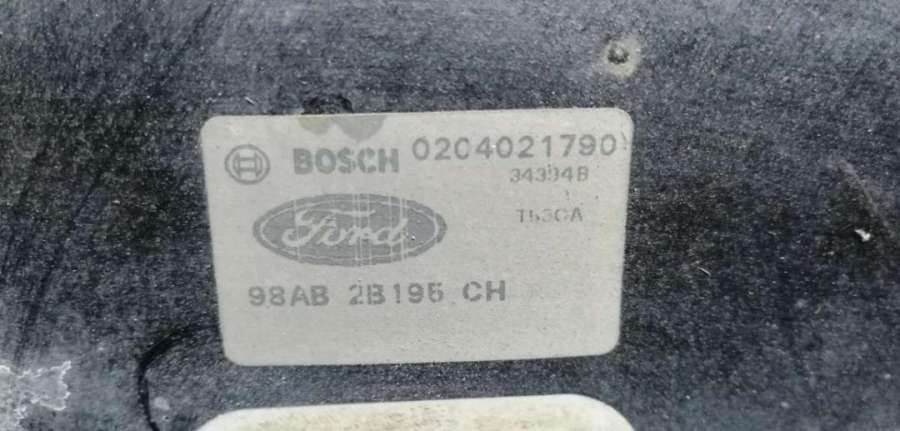 BOSCH 0204021790
34394B
Ford
T53CA
98AB 2B195 CH